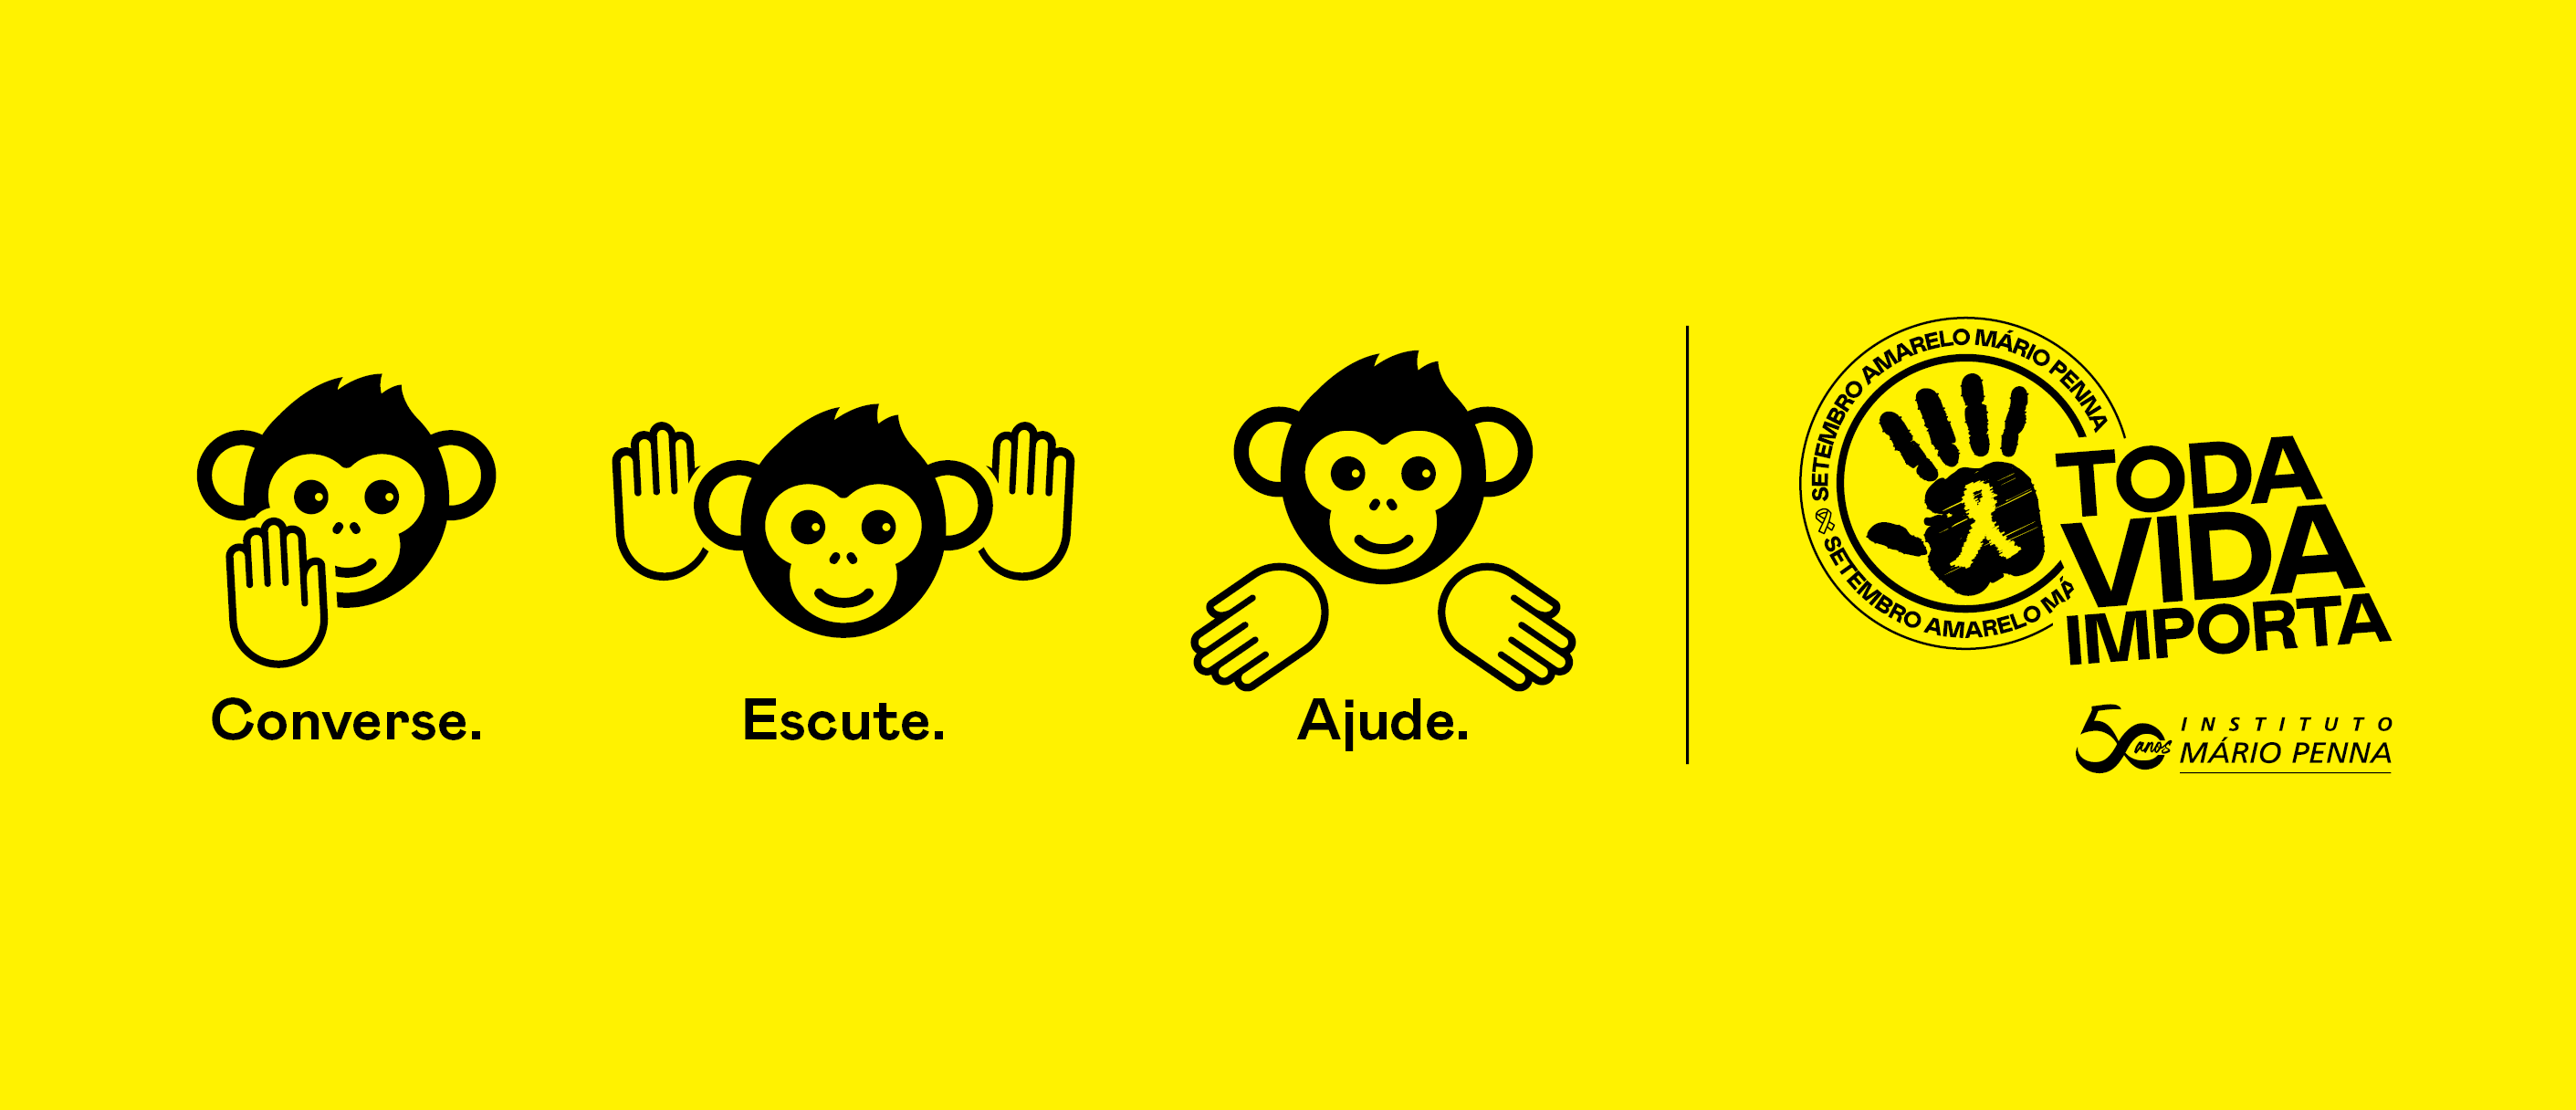 Converse.
Escute.
Ajude.
SETEMBRO AMARELO MÁRIO PENNA
SETEMBRO AMARELO MÁ
TODA
VIDA
IMPORTA
50 anos
INSTITUTO
MÁRIO PENNA